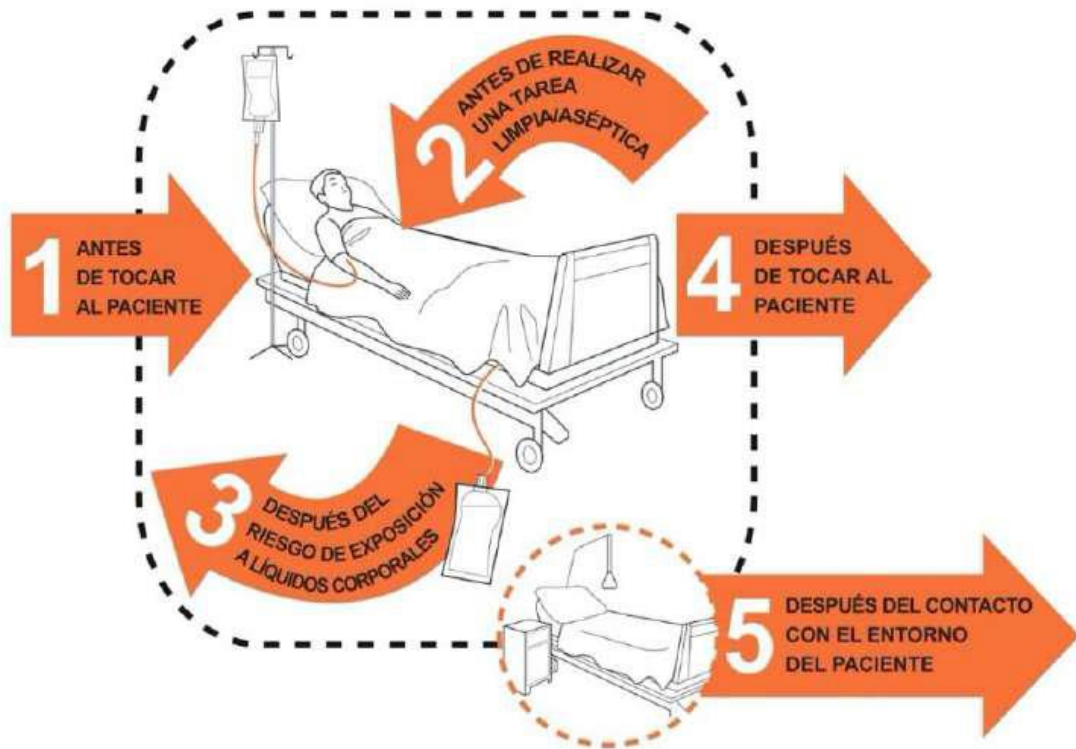 1
ANTES
DE TOCAR
AL PACIENTE
2
ANTES DE REALIZAR
UNA TAREA
LIMPIA/ASÉPTICA
3
DESPUÉS DEL
RIESGO DE EXPOSICIÓN
A LÍQUIDOS CORPORALES
4
DESPUÉS
DE TOCAR AL
PACIENTE
5
DESPUÉS DEL CONTACTO
CON EL ENTORNO
DEL PACIENTE